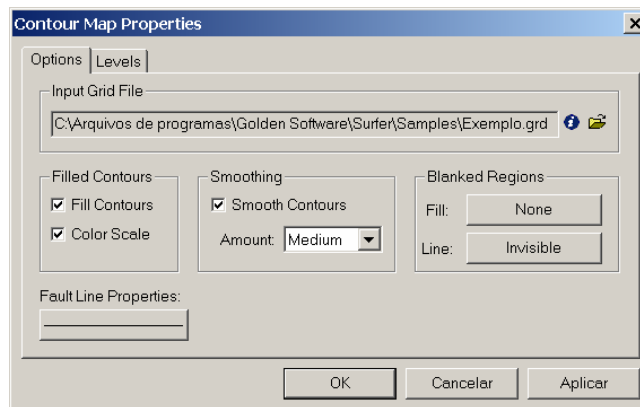 Contour Map Properties
Options Levels
Input Grid File
C:\Arquivos de programas\Golden Software\Surfer\Samples\Exemplo.grd
Filled Contours Smoothing Blanked Regions
Fill Contours Smooth Contours Fill: None
Color Scale Amount: Medium Line: Invisible
Fault Line Properties:
OK Cancelar Aplicar